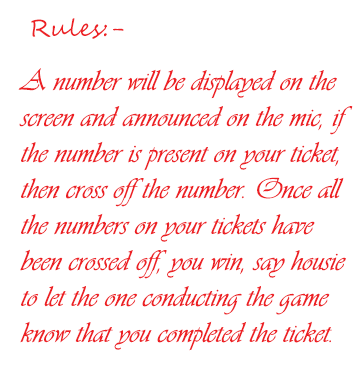 Rules:-
A number will be displayed on the
screen and announced on the mic, if
the number is present on your ticket,
then cross off the number. Once all
the numbers on your tickets have
been crossed off, you win, say housie
to let the one conducting the game
know that you completed the ticket.